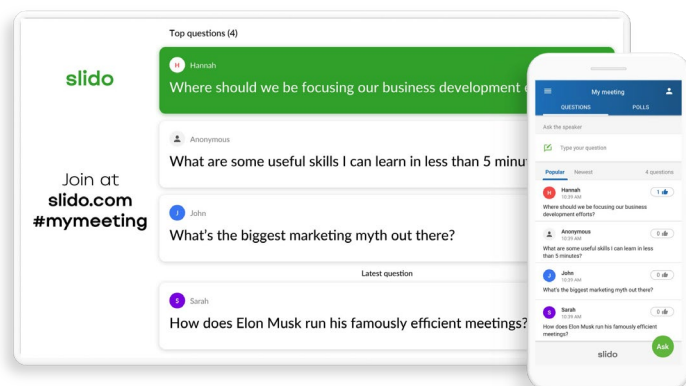 Top questions (4)
slido
Join at
slido.com
#mymeeting
H Hannah
Where should we be focusing our business development
Anonymous
What are some useful skills I can learn in less than 5
J John
What's the biggest marketing myth out there?
Latest question
S Sarah
How does Elon Musk run his famously efficient meetings?
My meeting
QUESTIONS POLLS
Ask the speaker
Type your question
Popular Newest 4 questions
H Hannah 1
10:39 AM
Where should we be focusing our business
development efforts?
Anonymous 0
10:39 AM
What are some useful skills I can learn in less
than 5 minutes?
J John 0
10:39 AM
What's the biggest marketing myth out there?
S Sarah 0
10:39 AM
How does Elon Musk run his famously efficient
meetings?
Ask
slido